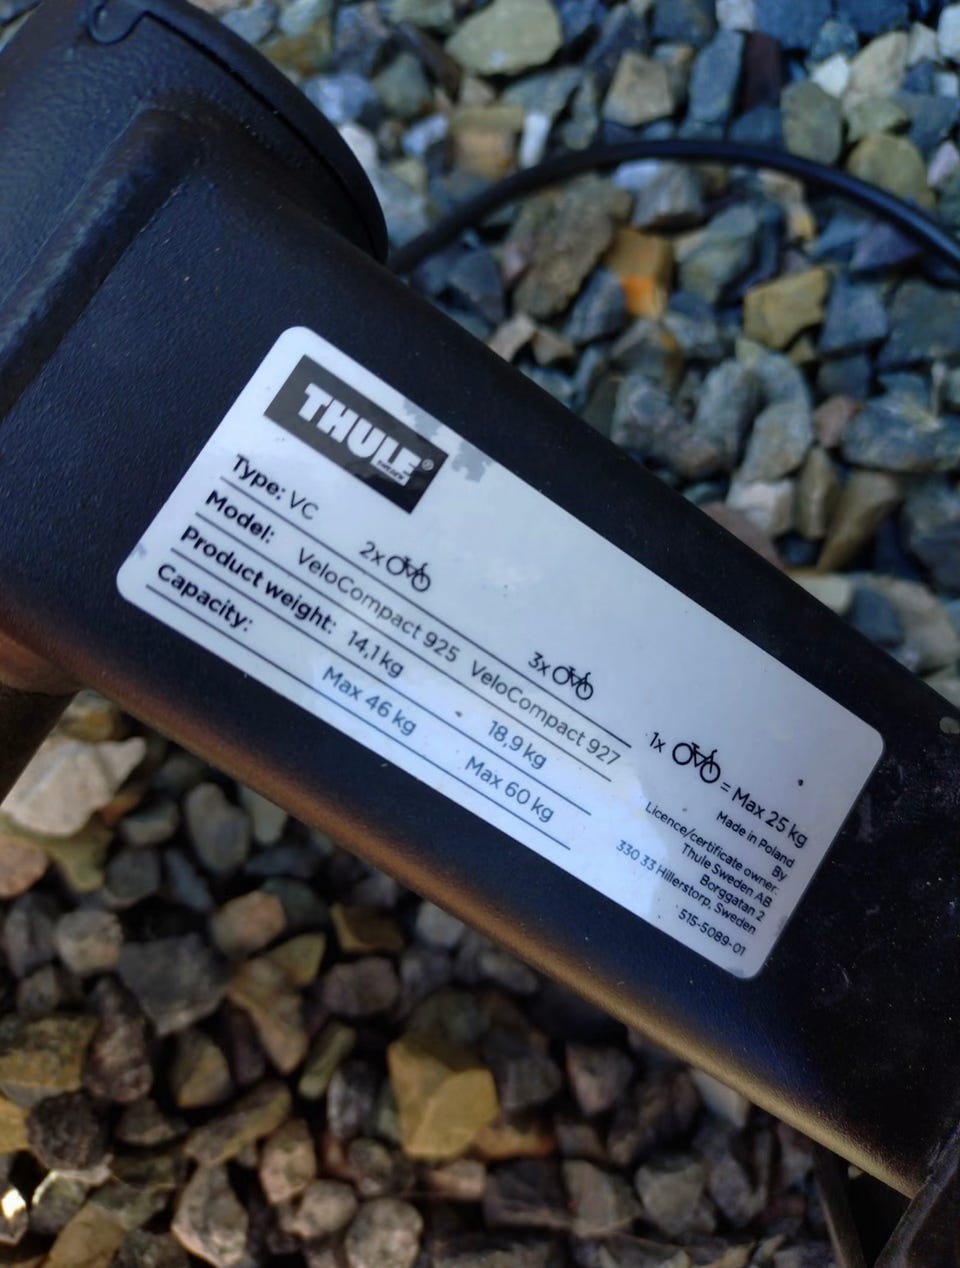 THULE®
SWEDEN
Type: VC
2x 3x
Model: VeloCompact 925 VeloCompact 927
Product weight: 14,1kg 18,9 kg
Capacity: Max 46 kg Max 60 kg
1x = Max 25 kg
Made in Poland
By
Licence/certificate owner:
Thule Sweden AB
Borggatan 2
330 33 Hillerstorp, Sweden
515-5089-01